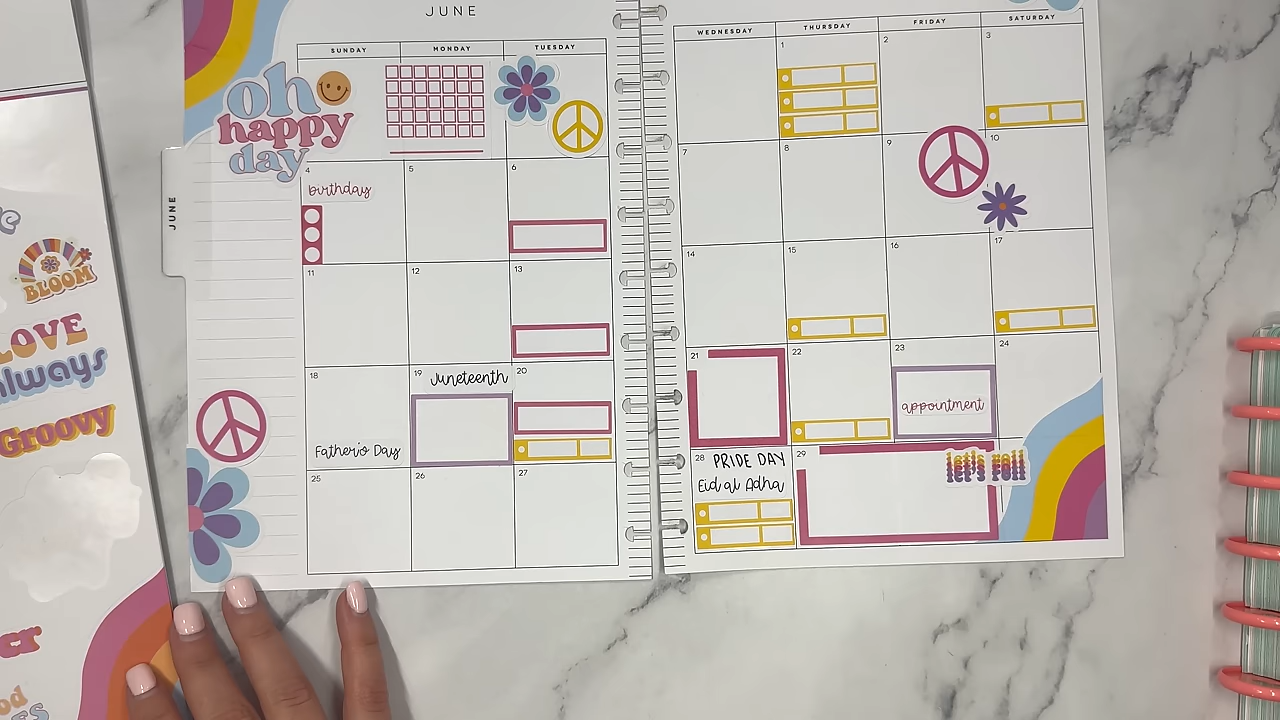 JUNE
SUNDAY
MONDAY
TUESDAY
WEDNESDAY
THURSDAY
FRIDAY
SATURDAY
oh
happy
day
JUNE
1
2
3
4
birthday
5
6
7
8
9
10
11
12
13
14
15
16
17
18
Father's Day
19
Juneteenth
20
21
22
23
appointment
24
25
26
27
28
PRIDE DAY
Eid al Adha
29
let's roll
BLOOM
LOVE
always
Groovy